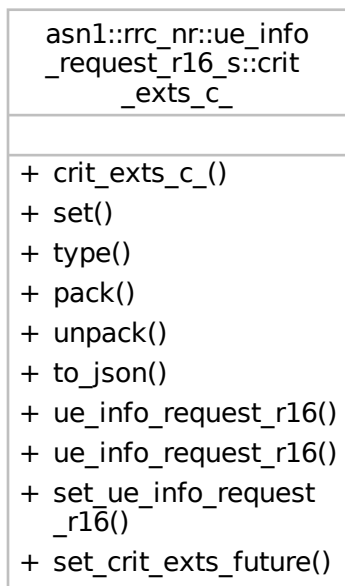 asn1::rrc_nr::ue_info
_request_r16_s::crit
_exts_c_
+ crit_exts_c_()
+ set()
+ type()
+ pack()
+ unpack()
+ to_json()
+ ue_info_request_r16()
+ ue_info_request_r16()
+ set_ue_info_request
_r16()
+ set_crit_exts_future()